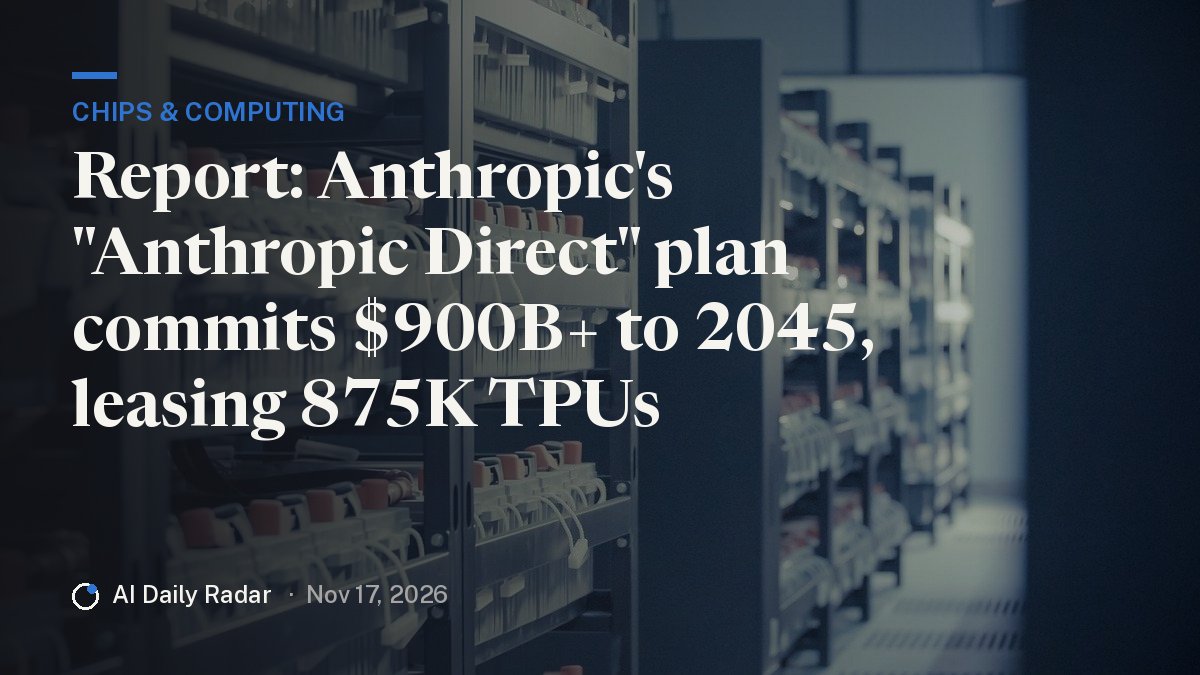 CHIPS & COMPUTING
Report: Anthropic's
"Anthropic Direct" plan
commits $900B+ to 2045,
leasing 875K TPUs
AI Daily Radar · Nov 17, 2026